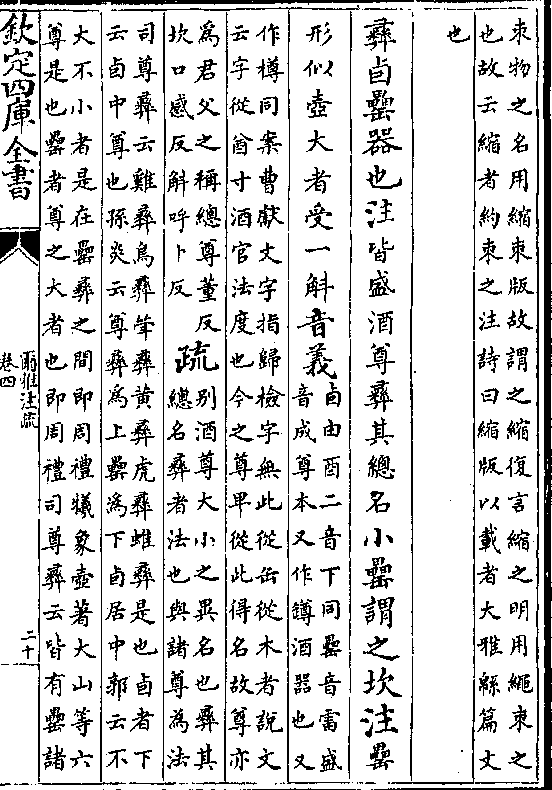 束物之名用縮束版故謂之縮復言縮之明用繩束之
也故云縮者約束之注詩曰縮版以載者大雅緜篇文
也
彝卣罍器也注皆盛酒尊彝其總名小罍謂之坎注罍
形似壺大者受一斛音義
卣由酉二音下同罍音雷盛
音成尊本又作罇酒器也又
作樽同案曹獻文字指歸檢字無此從缶從木者說文
云字從酋寸酒官法度也今之尊卑從此得名故尊亦
為君父之稱總尊董反
坎口感反斛呼卜反
疏
別酒尊大小之異名也彝其
總名彝者法也與諸尊為法
司尊彝云雞彝鳥彝斝彝黃彝虎彝蜼彝是也卣者下
云卣中尊也孫炎云尊彝為上罍為下卣居中郭云不
大不小者是在罍彝之間即周禮犧象壺著大山等六
尊是也罍者尊之大者也即周禮司尊彝云皆有罍諸
欽定四庫全書
爾雅注疏
卷四
二十